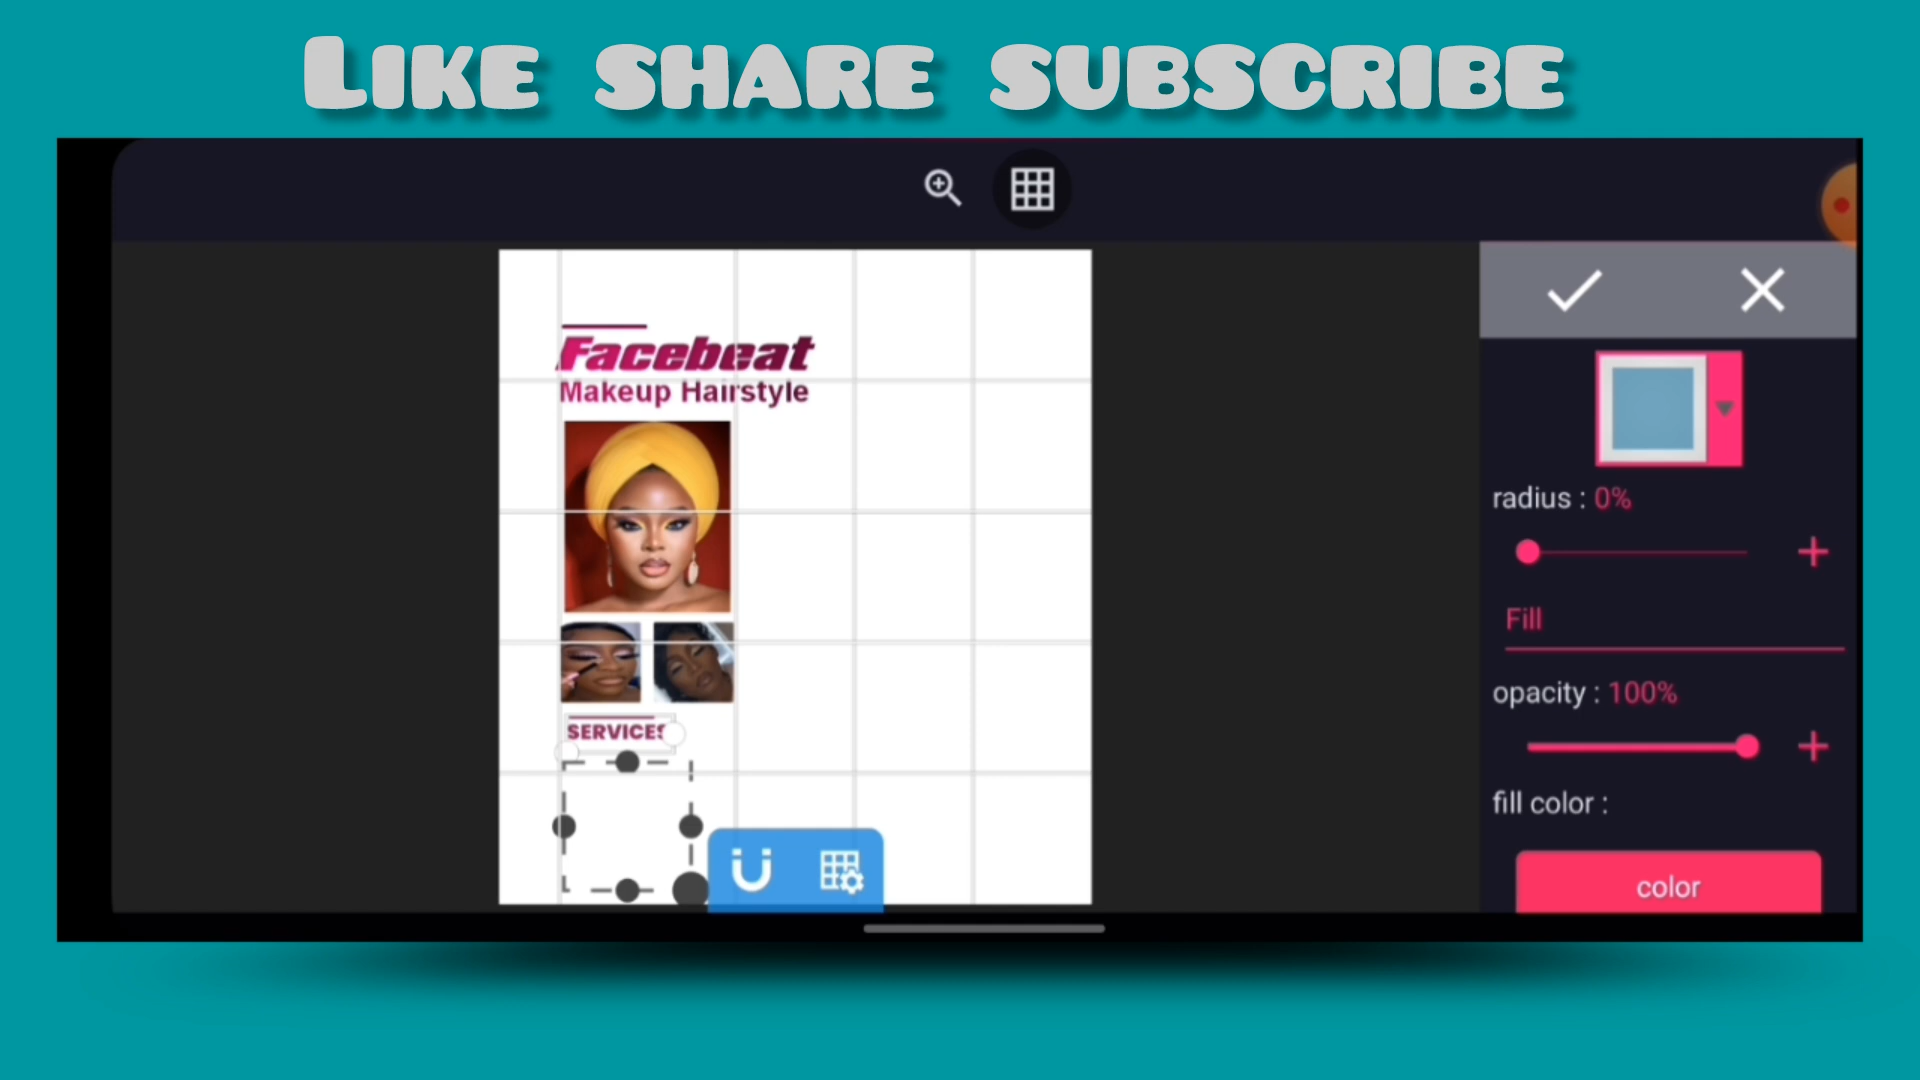 LIKE SHARE SUBSCRIBE
Facebeat
Makeup Hairstyle
SERVICES
radius : 0%
Fill
opacity : 100%
fill color :
color